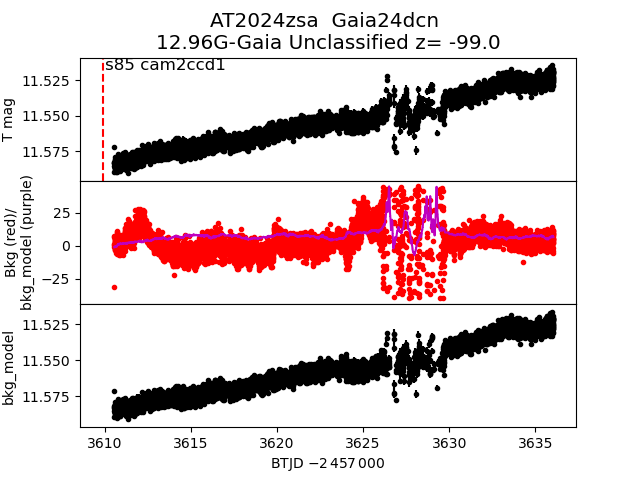 AT2024zsa  Gaia24dcn
12.96G-Gaia Unclassified z= -99.0
s85 cam2ccd1
T mag
11.525
11.550
11.575
Bkg (red)/
bkg_model (purple)
25
0
−25
bkg_model
11.525
11.550
11.575
3610 3615 3620 3625 3630 3635
BTJD −2 457 000